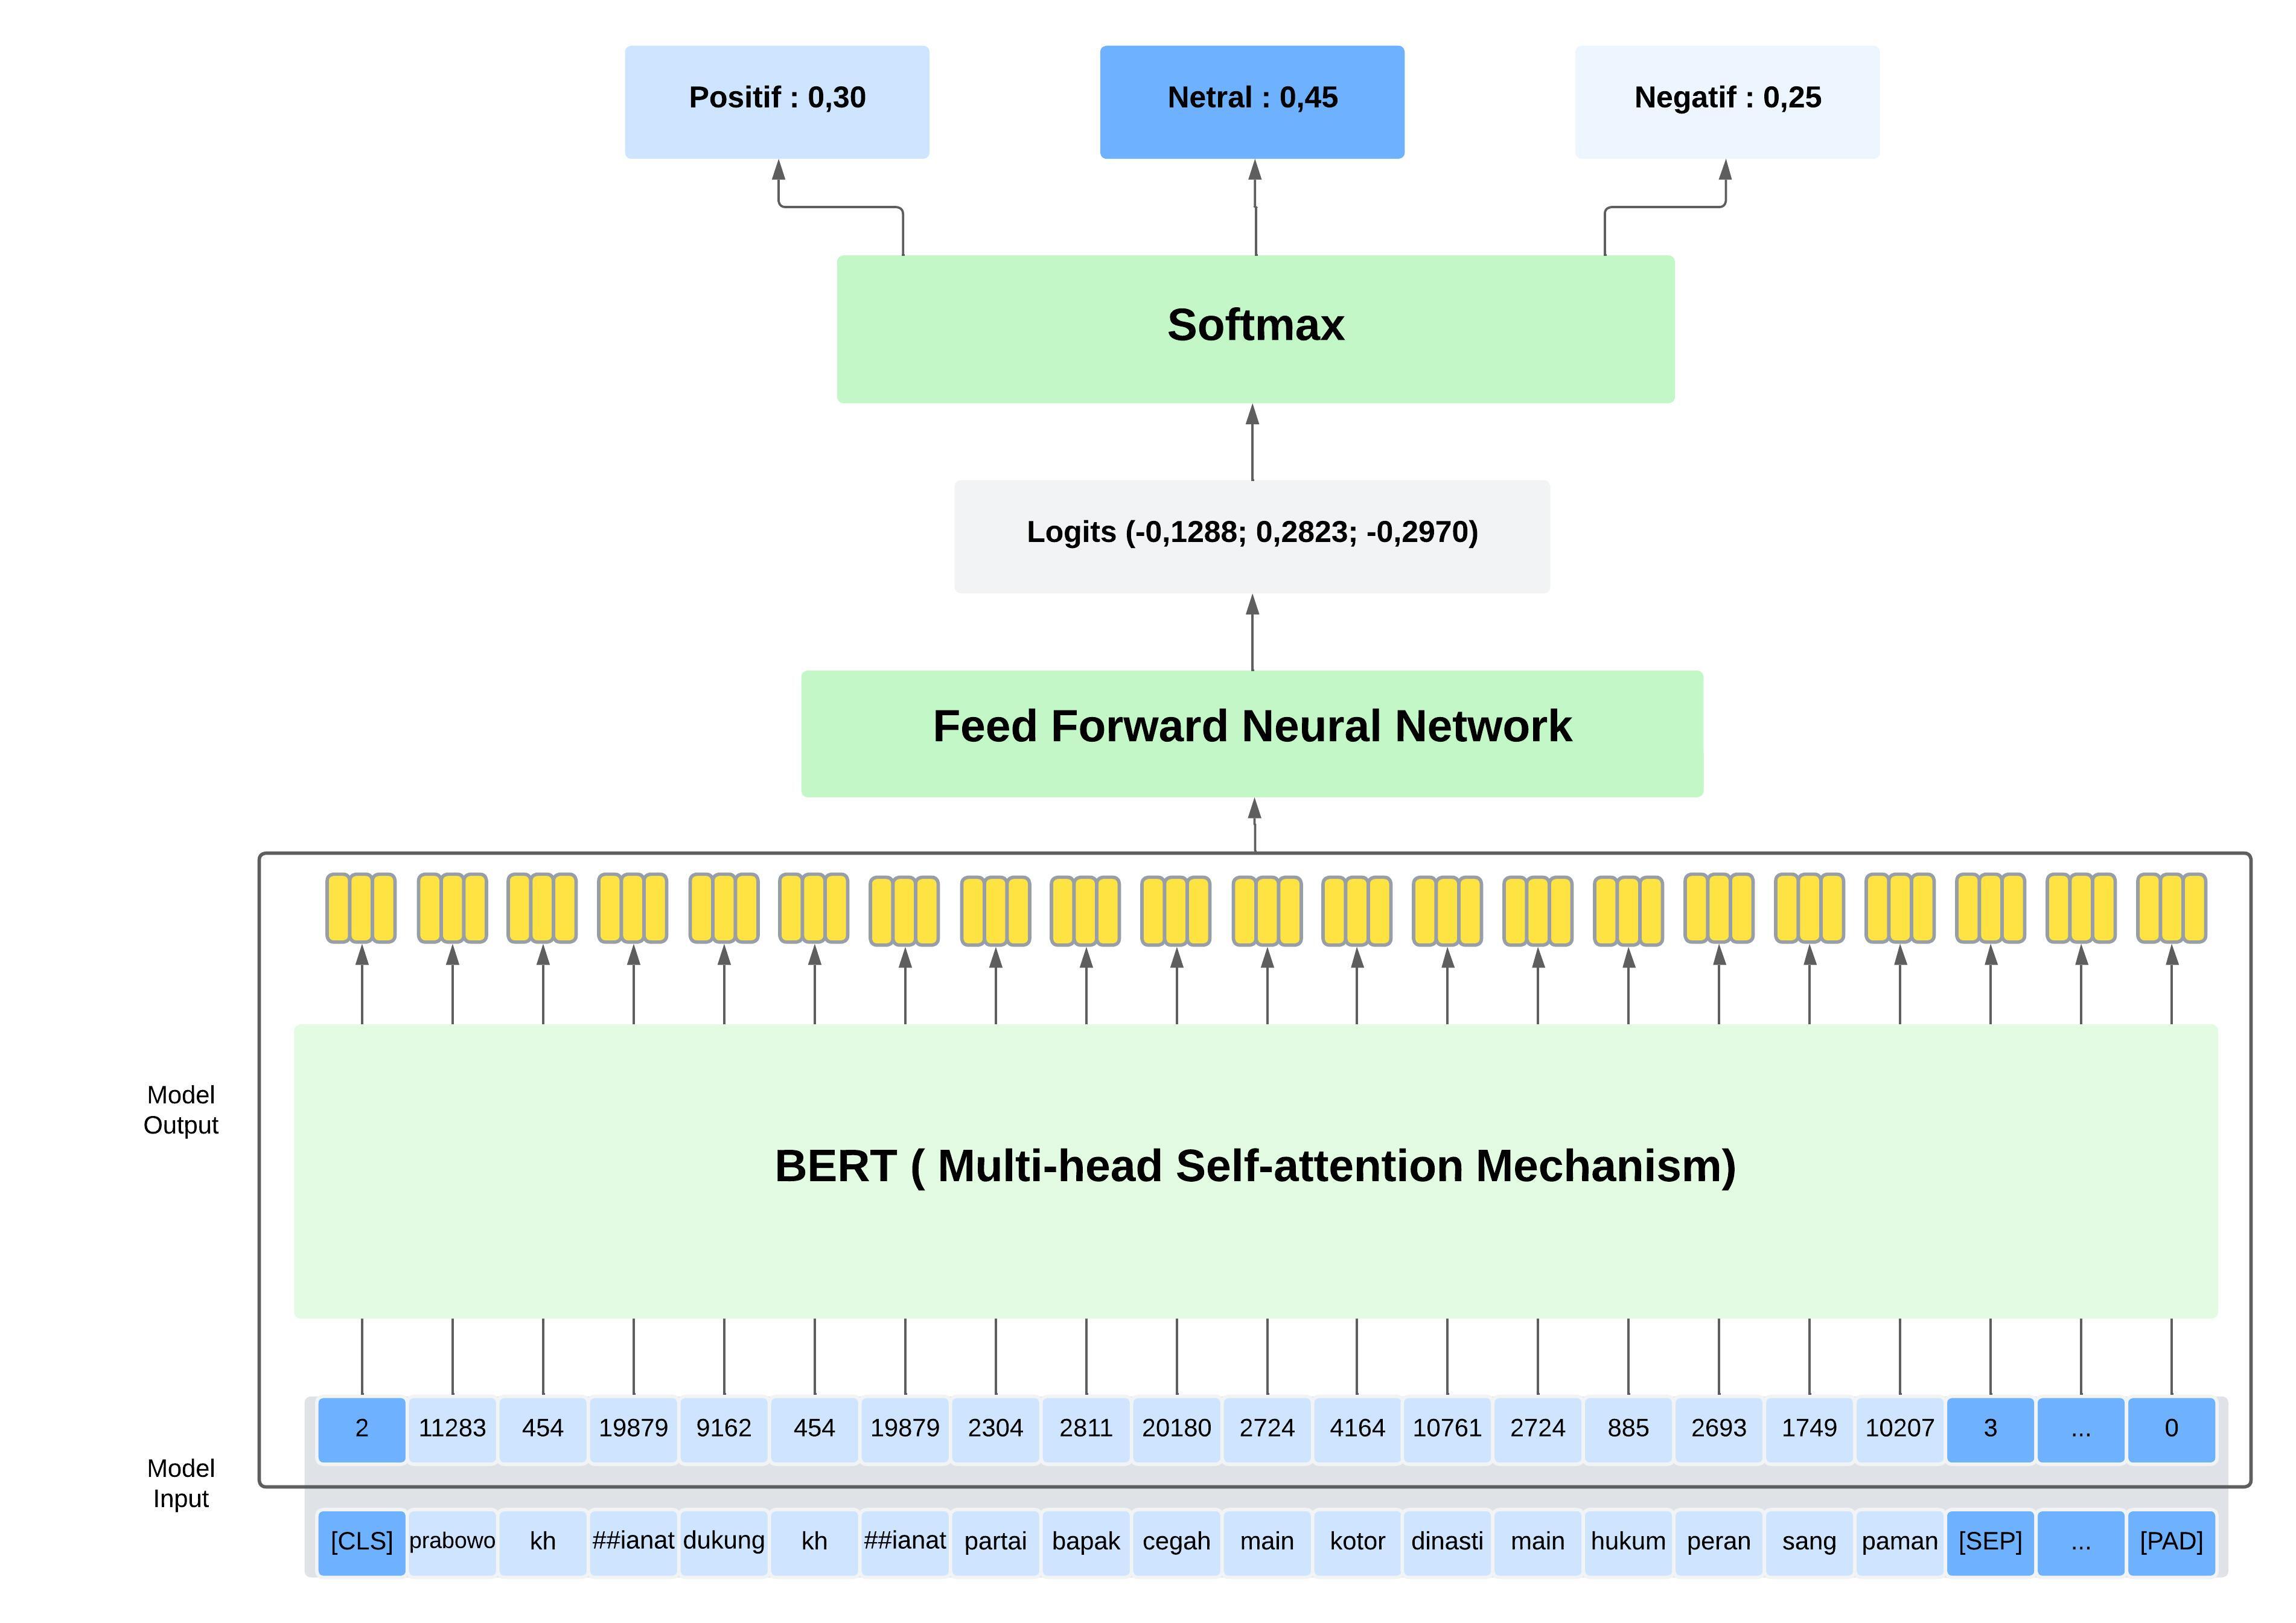 Positif : 0,30
Netral : 0,45
Negatif : 0,25
Softmax
Logits (-0,1288; 0,2823; -0,2970)
Feed Forward Neural Network
Model
Output
BERT ( Multi-head Self-attention Mechanism)
Model
Input
2 11283 454 19879 9162 454 19879 2304 2811 20180 2724 4164 10761 2724 885 2693 1749 10207 3 ... 0
[CLS] prabowo kh ##ianat dukung kh ##ianat partai bapak cegah main kotor dinasti main hukum peran sang paman [SEP] ... [PAD]